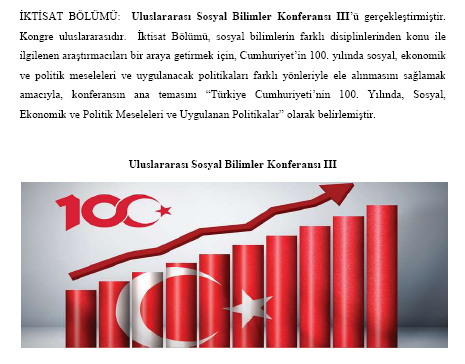 İKTİSAT BÖLÜMÜ: Uluslararası Sosyal Bilimler Konferansı III’ü gerçekleştirmiştir.
Kongre uluslararasıdır. İktisat Bölümü, sosyal bilimlerin farklı disiplinlerinden konu ile
ilgilenen araştırmacıları bir araya getirmek için, Cumhuriyet’in 100. yılında sosyal, ekonomik
ve politik meseleleri ve uygulanacak politikaları farklı yönleriyle ele alınmasını sağlamak
amacıyla, konferansın ana temasını “Türkiye Cumhuriyeti’nin 100. Yılında, Sosyal,
Ekonomik ve Politik Meseleleri ve Uygulanan Politikalar” olarak belirlemiştir.
Uluslararası Sosyal Bilimler Konferansı III
100